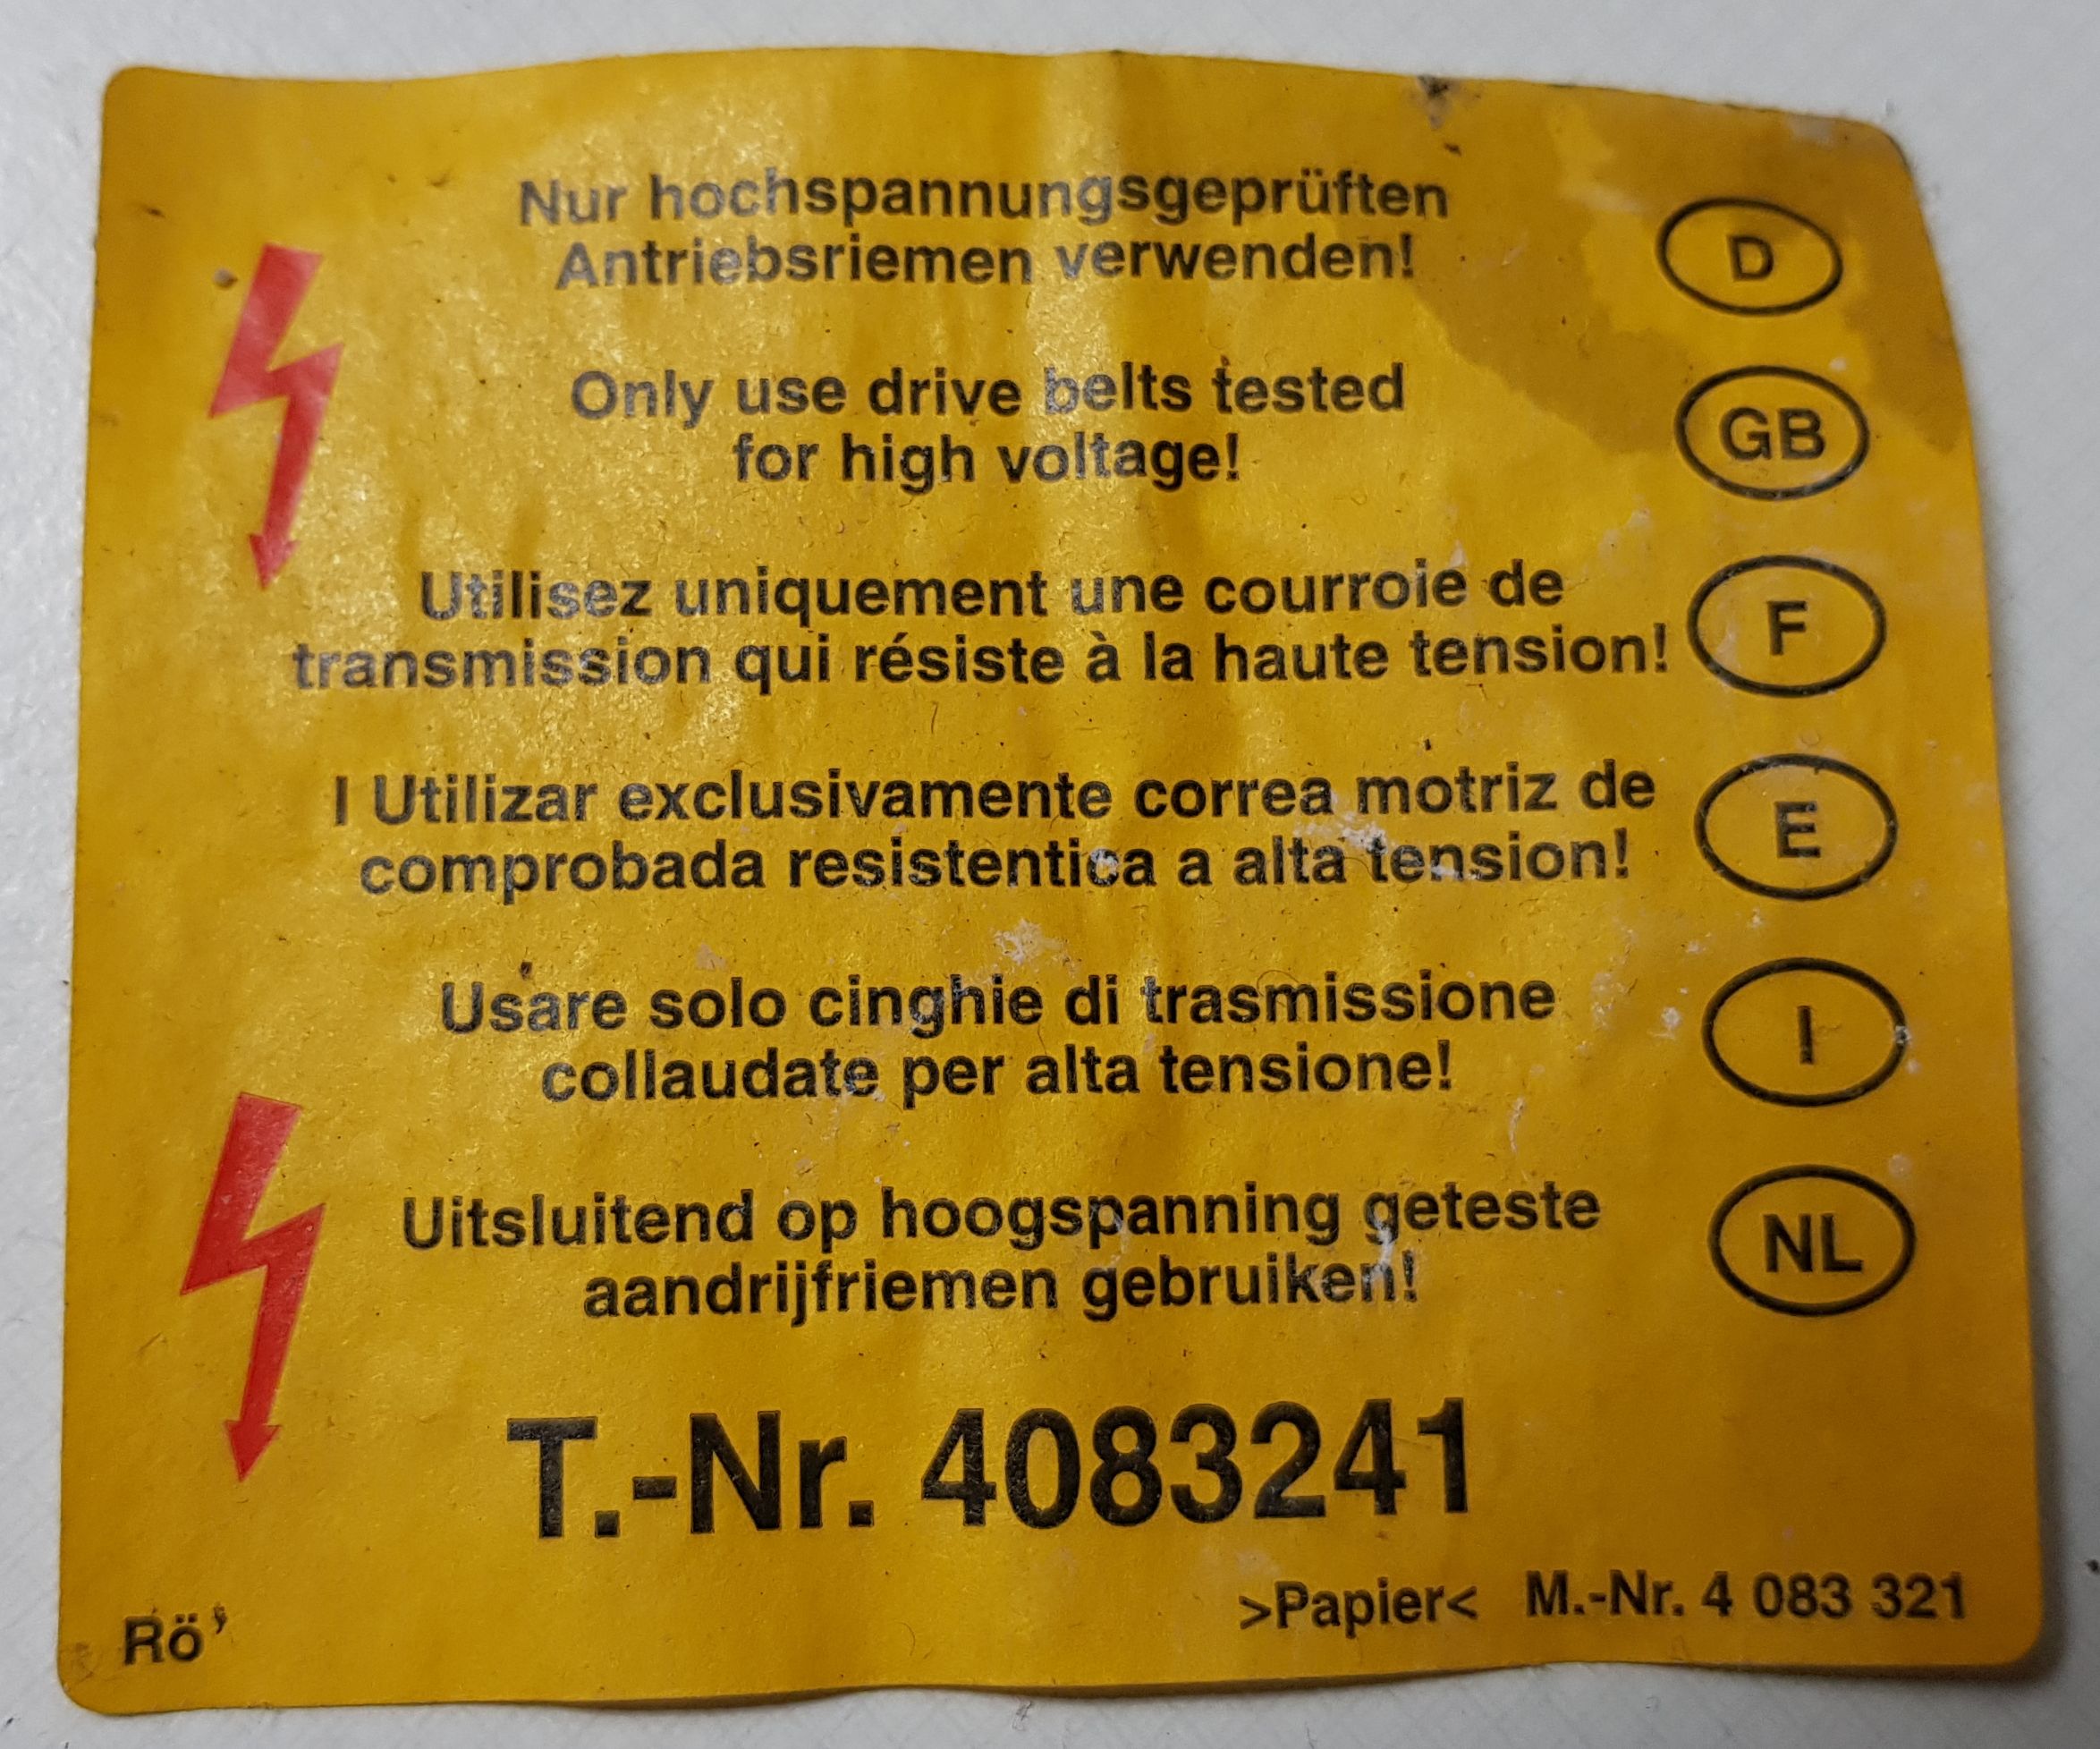 Nur hochspannungsgeprüften
Antriebsriemen verwenden!
D
Only use drive belts tested
for high voltage!
GB
Utilisez uniquement une courroie de
transmission qui résiste à la haute tension!
F
I Utilizar exclusivamente correa motriz de
comprobada resistentica a alta tension!
E
Usare solo cinghie di trasmissione
collaudate per alta tensione!
I
Uitsluitend op hoogspanning geteste
aandrijfriemen gebruiken!
NL
T.-Nr. 4083241
>Papier< M.-Nr. 4 083 321
Rö’